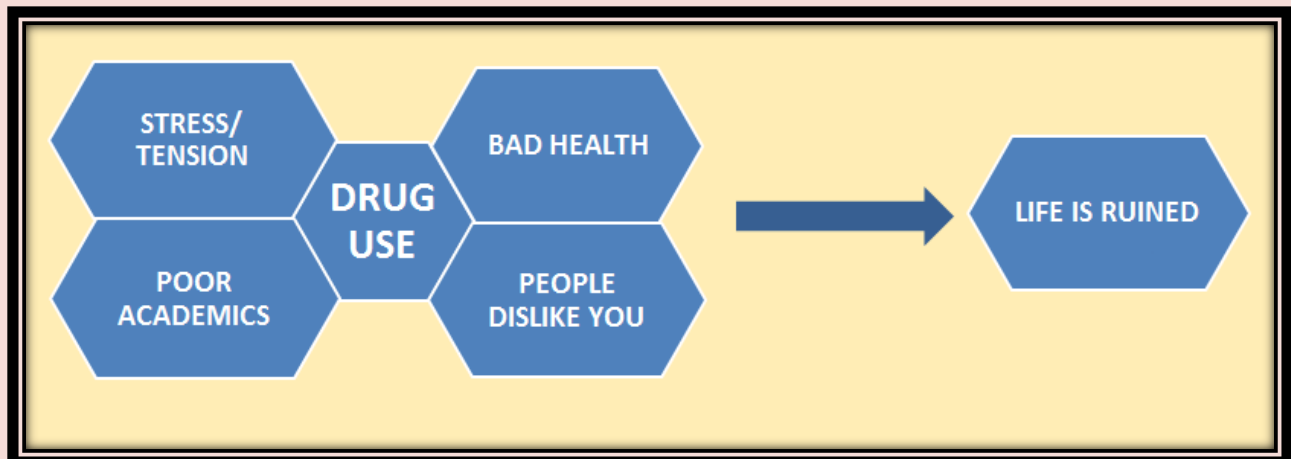 STRESS/
TENSION
POOR
ACADEMICS
DRUG
USE
BAD HEALTH
PEOPLE
DISLIKE YOU
LIFE IS RUINED